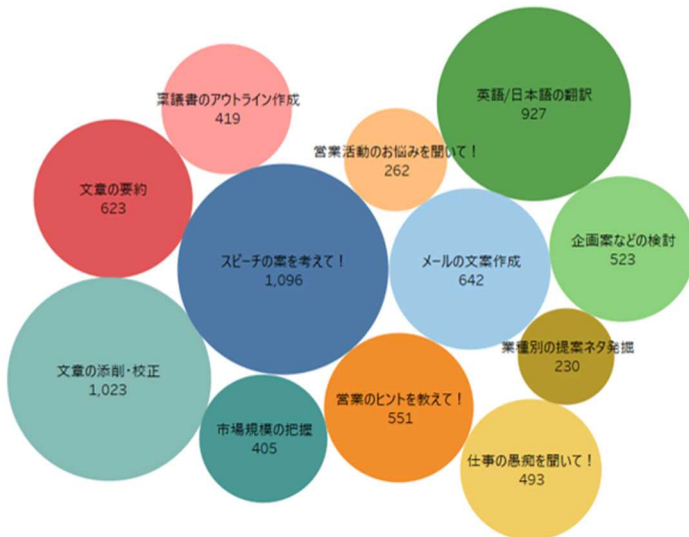 稟議書のアウトライン作成
419
英語/日本語の翻訳
927
営業活動のお悩みを聞いて！
262
文章の要約
623
スピーチの案を考えて！
1,096
メールの文案作成
642
企画案などの検討
523
文章の添削・校正
1,023
業種別の提案ネタ発掘
230
営業のヒントを教えて！
551
市場規模の把握
405
仕事の愚痴を聞いて！
493